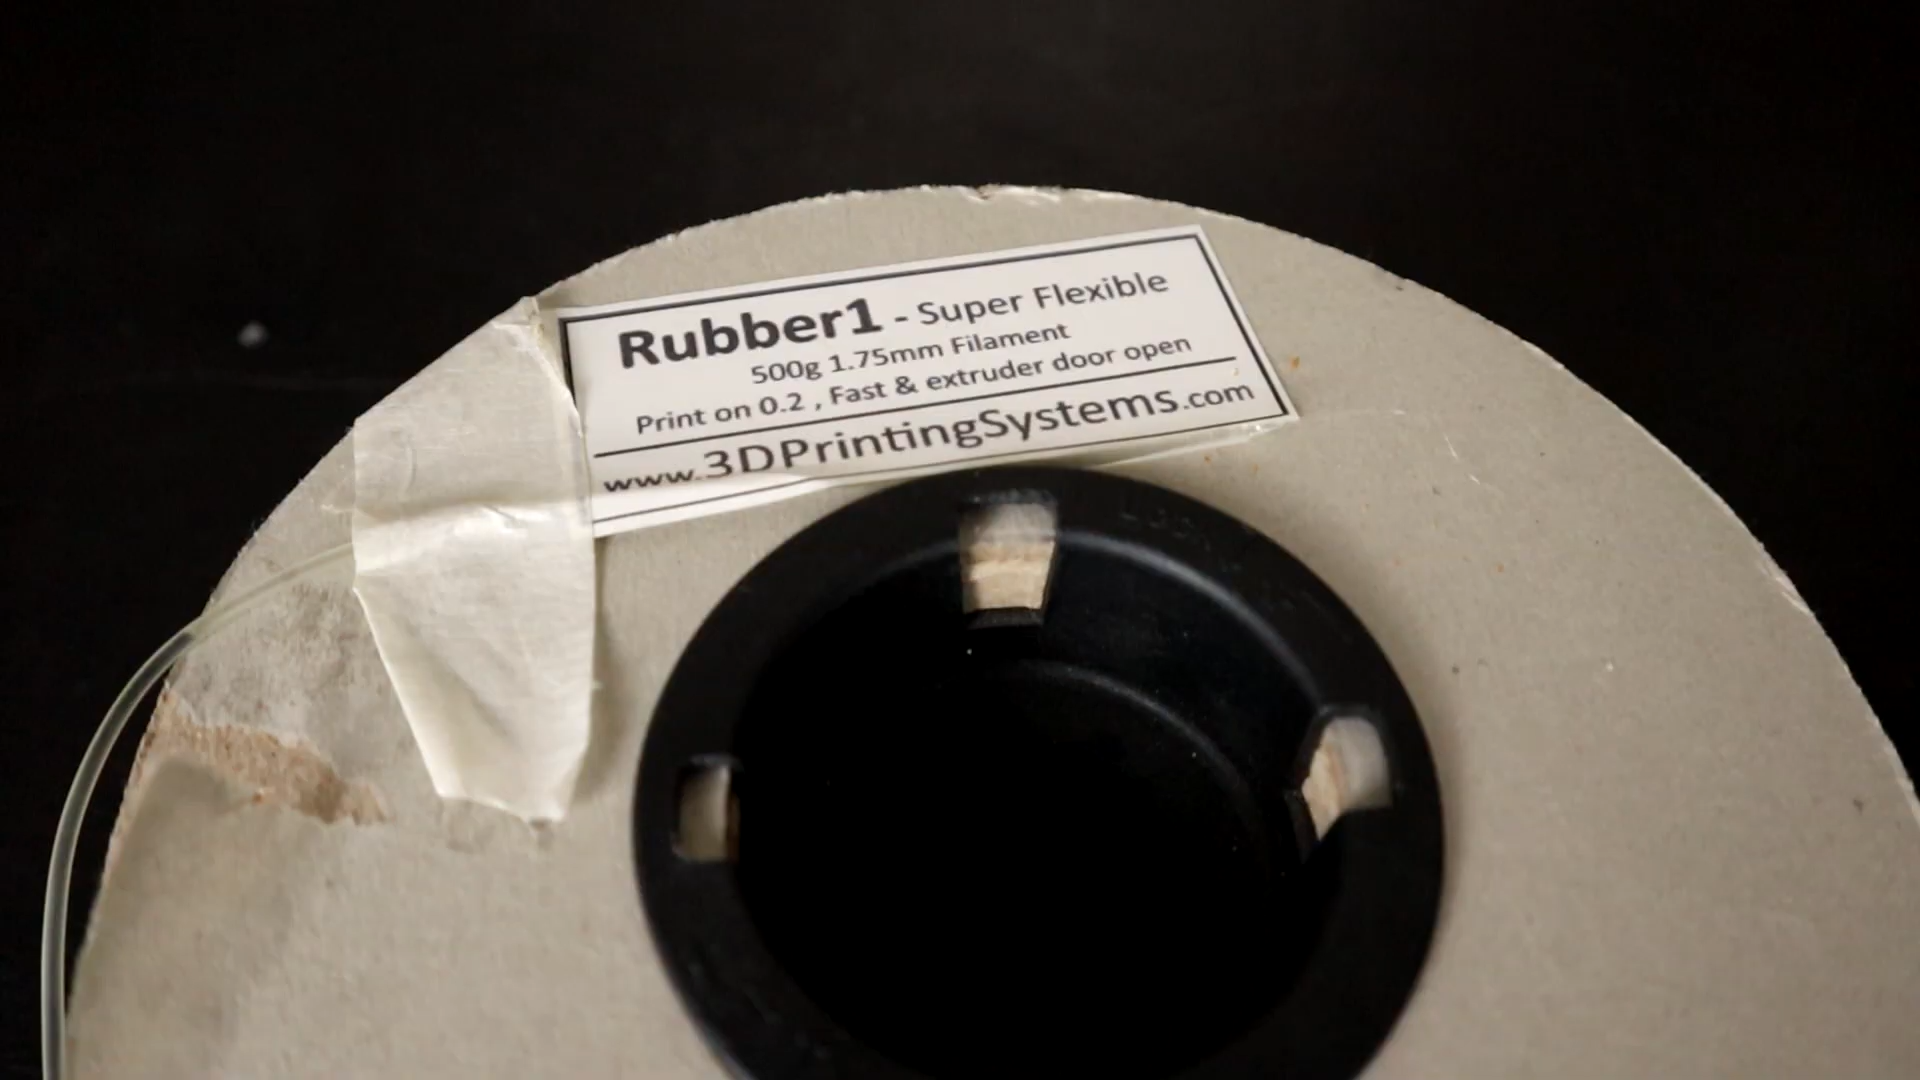 Rubber1 - Super Flexible
500g 1.75mm Filament
Print on 0.2 , Fast & extruder door open
www.3DPrintingSystems.com